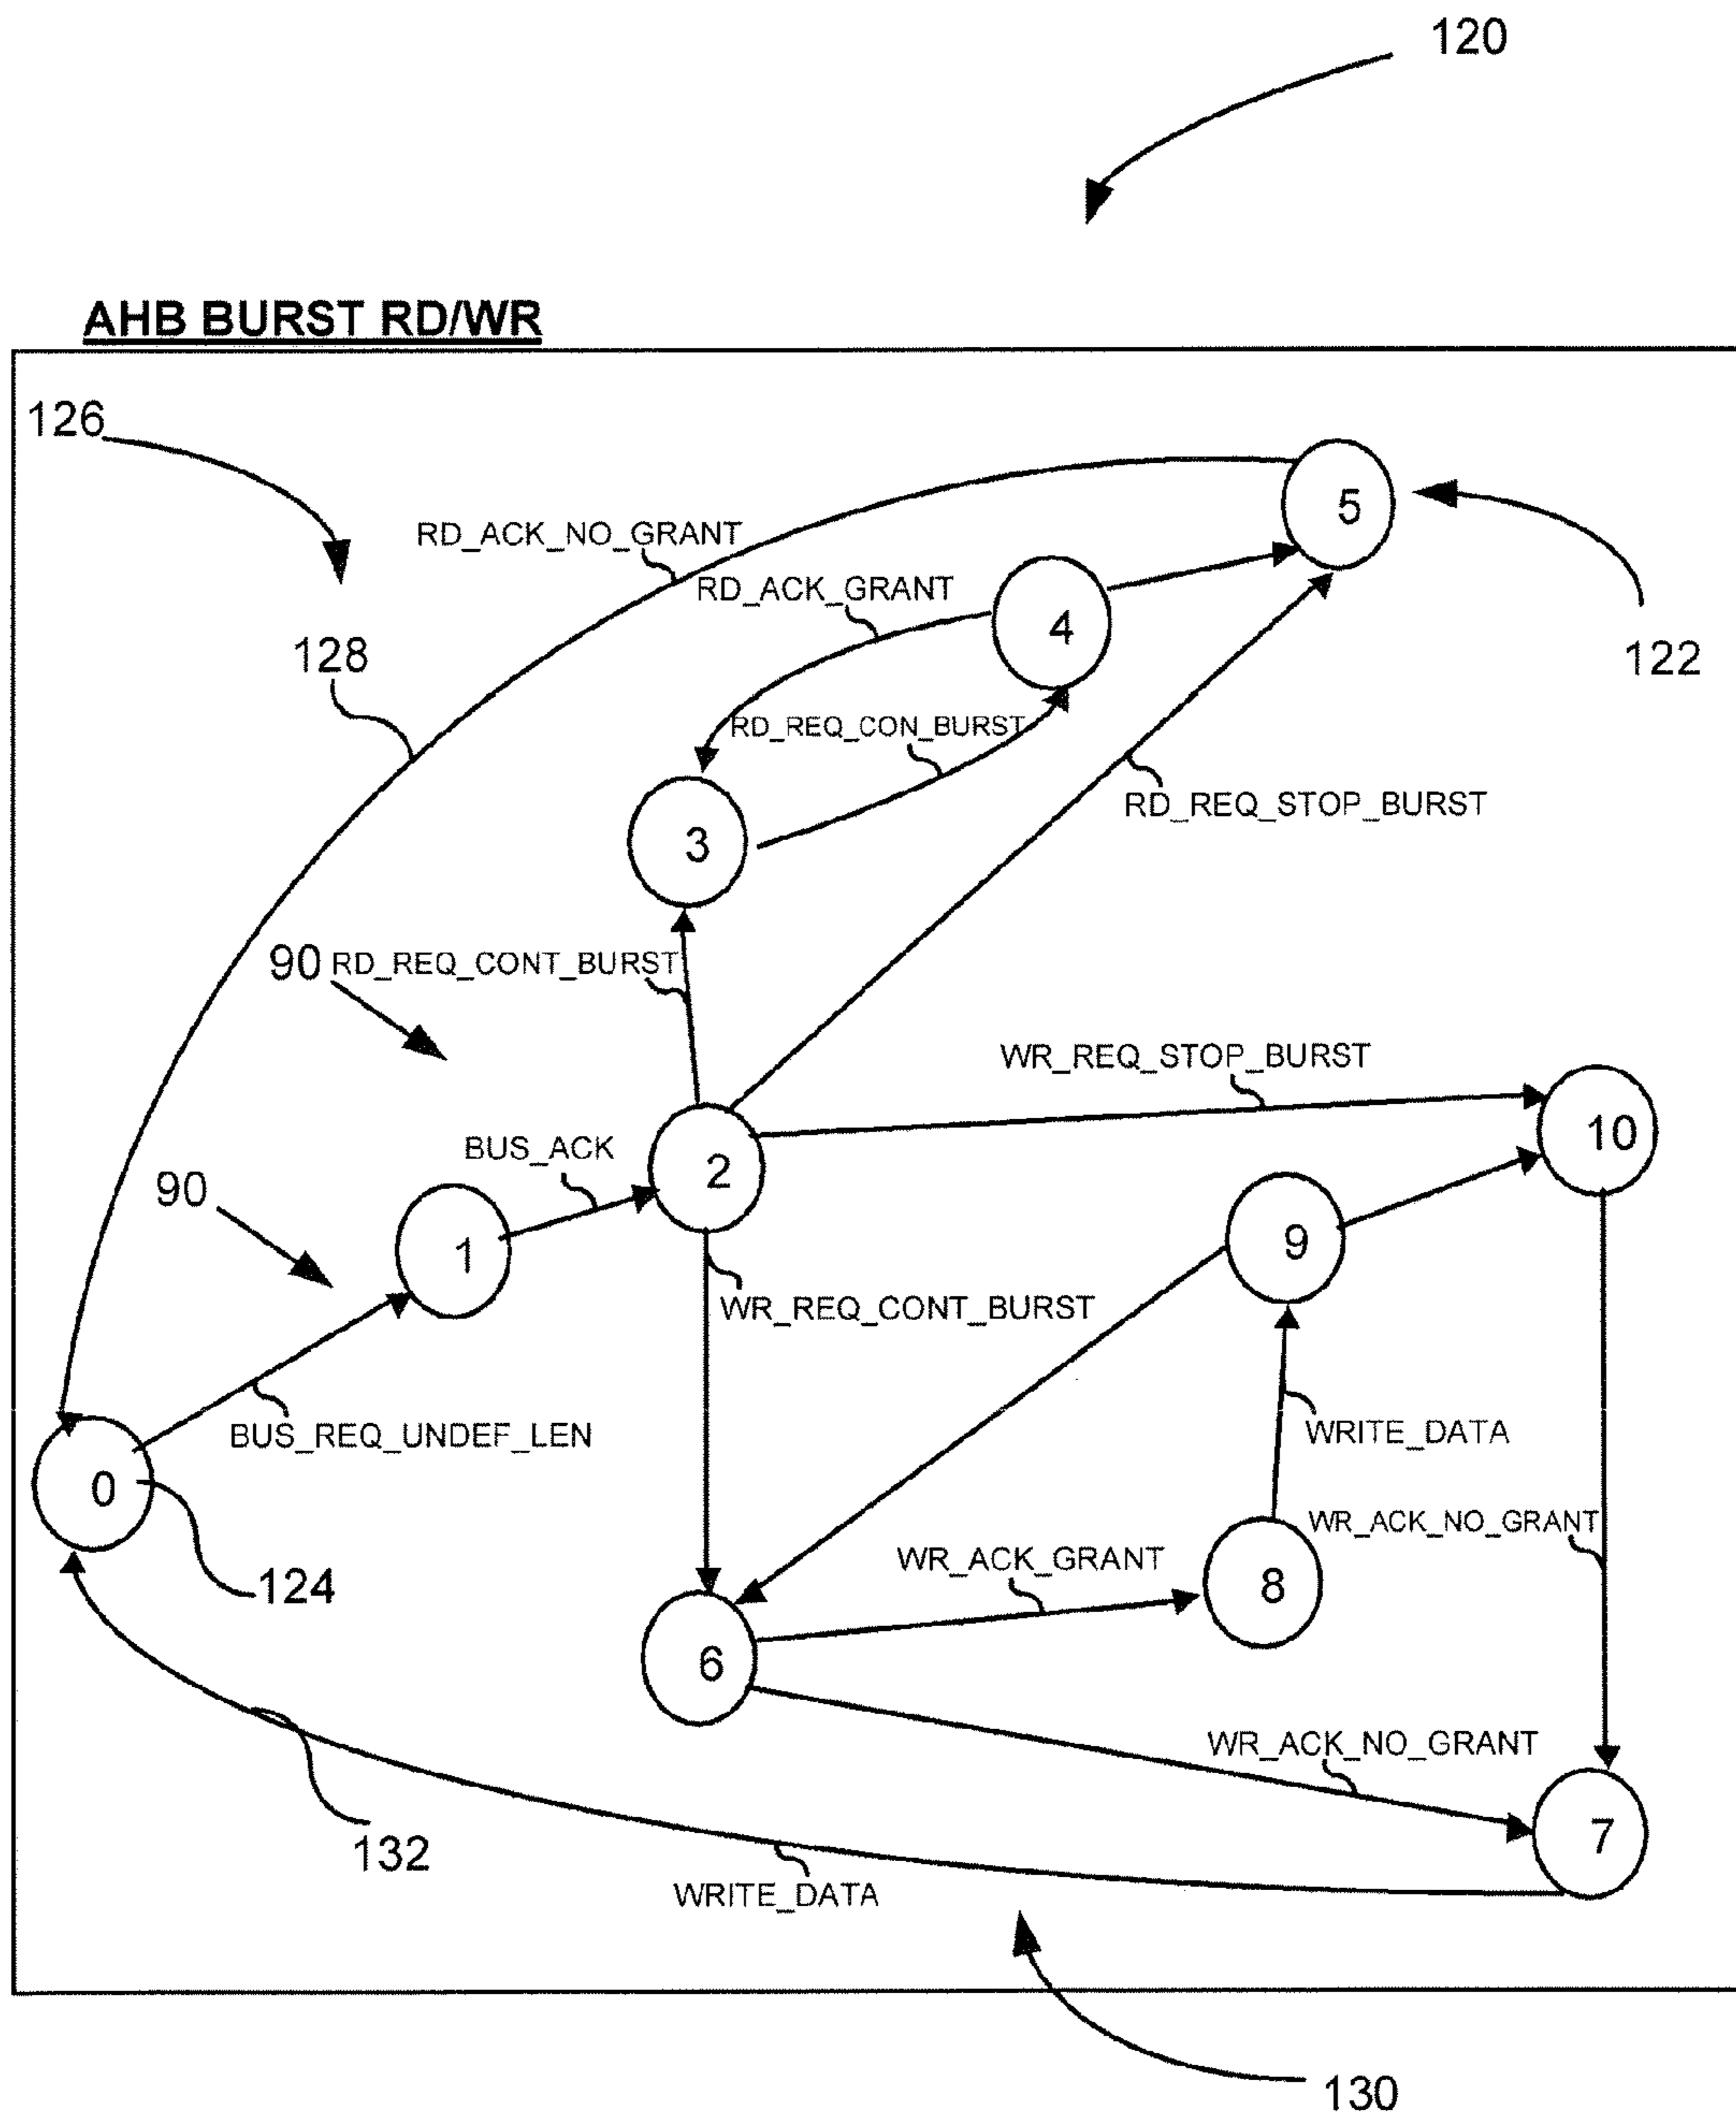 120
AHB BURST RD/WR
126
5
RD_ACK_NO_GRANT
RD_ACK_GRANT
4
128
122
RD_REQ_CON_BURST
RD_REQ_STOP_BURST
3
90
RD_REQ_CONT_BURST
WR_REQ_STOP_BURST
10
BUS_ACK
2
90
1
9
WR_REQ_CONT_BURST
BUS_REQ_UNDEF_LEN
WRITE_DATA
0
WR_ACK_NO_GRANT
WR_ACK_GRANT
124
8
6
WR_ACK_NO_GRANT
7
132
WRITE_DATA
130